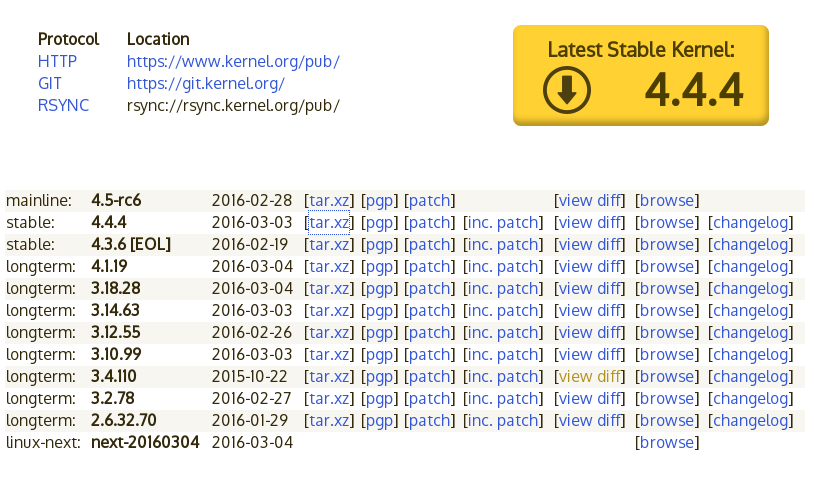 Protocol Location
HTTP https://www.kernel.org/pub/
GIT https://git.kernel.org/
RSYNC rsync://rsync.kernel.org/pub/
Latest Stable Kernel:
4.4.4
mainline: 4.5-rc6 2016-02-28 [tar.xz] [pgp] [patch] [view diff] [browse]
stable: 4.4.4 2016-03-03 [tar.xz] [pgp] [patch] [inc. patch] [view diff] [browse] [changelog]
stable: 4.3.6 [EOL] 2016-02-19 [tar.xz] [pgp] [patch] [inc. patch] [view diff] [browse] [changelog]
longterm: 4.1.19 2016-03-04 [tar.xz] [pgp] [patch] [inc. patch] [view diff] [browse] [changelog]
longterm: 3.18.28 2016-03-04 [tar.xz] [pgp] [patch] [inc. patch] [view diff] [browse] [changelog]
longterm: 3.14.63 2016-03-03 [tar.xz] [pgp] [patch] [inc. patch] [view diff] [browse] [changelog]
longterm: 3.12.55 2016-02-26 [tar.xz] [pgp] [patch] [inc. patch] [view diff] [browse] [changelog]
longterm: 3.10.99 2016-03-03 [tar.xz] [pgp] [patch] [inc. patch] [view diff] [browse] [changelog]
longterm: 3.4.110 2015-10-22 [tar.xz] [pgp] [patch] [inc. patch] [view diff] [browse] [changelog]
longterm: 3.2.78 2016-02-27 [tar.xz] [pgp] [patch] [inc. patch] [view diff] [browse] [changelog]
longterm: 2.6.32.70 2016-01-29 [tar.xz] [pgp] [patch] [inc. patch] [view diff] [browse] [changelog]
linux-next: next-20160304 2016-03-04 [browse]